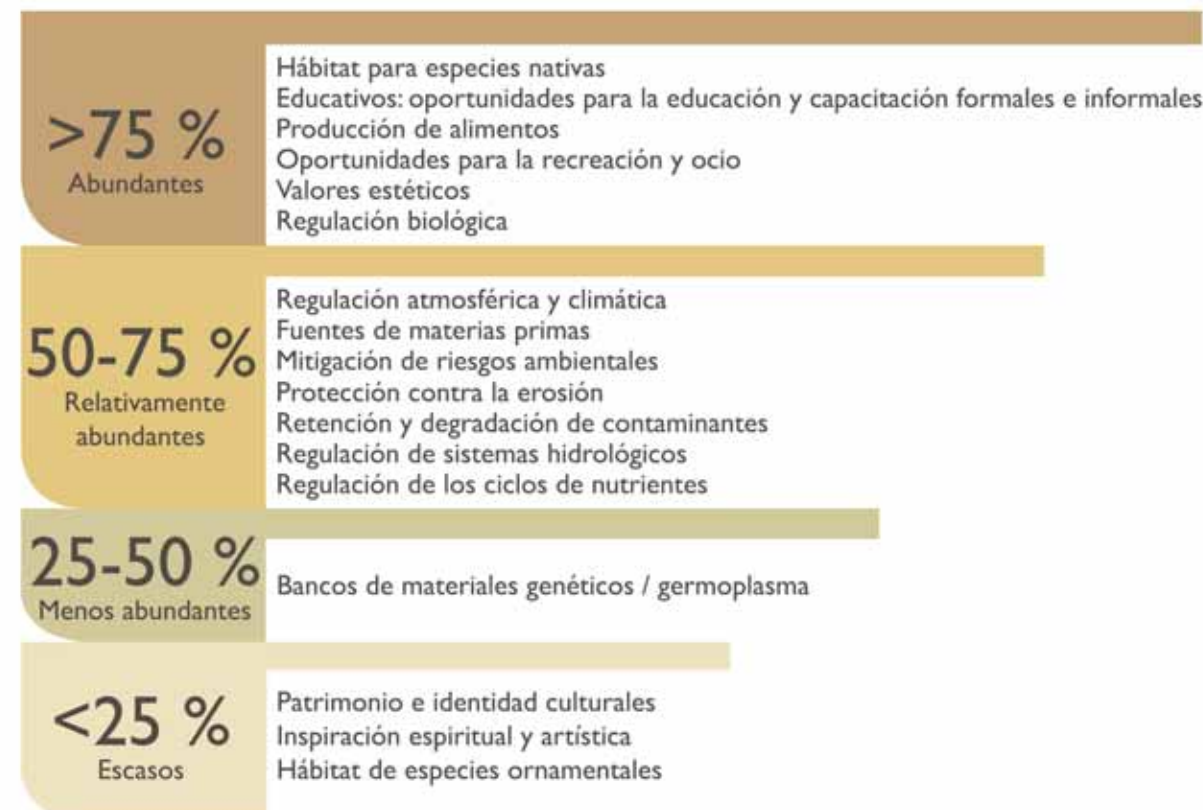 >75 %
Abundantes
Hábitat para especies nativas
Educativos: oportunidades para la educación y capacitación formales e informales
Producción de alimentos
Oportunidades para la recreación y ocio
Valores estéticos
Regulación biológica
50-75 %
Relativamente
abundantes
Regulación atmosférica y climática
Fuentes de materias primas
Mitigación de riesgos ambientales
Protección contra la erosión
Retención y degradación de contaminantes
Regulación de sistemas hidrológicos
Regulación de los ciclos de nutrientes
25-50 %
Menos abundantes
Bancos de materiales genéticos / germoplasma
<25 %
Escasos
Patrimonio e identidad culturales
Inspiración espiritual y artística
Hábitat de especies ornamentales